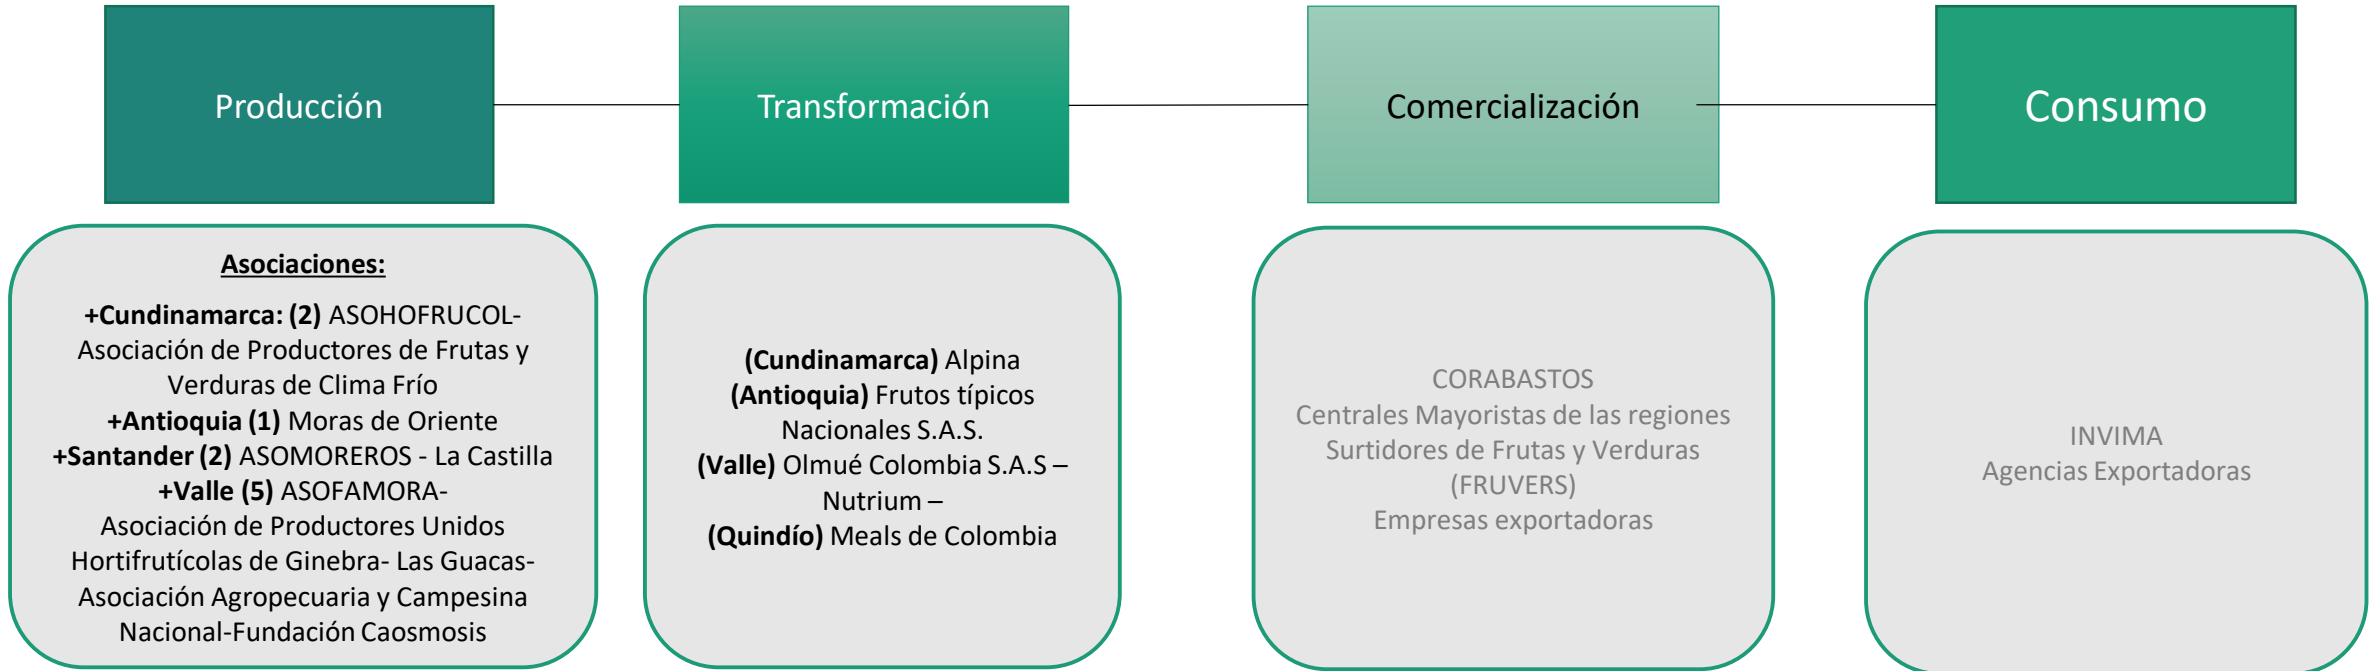 Producción
Transformación
Comercialización
Consumo
Asociaciones:
+Cundinamarca: (2) ASOHOFRUCOL-
Asociación de Productores de Frutas y
Verduras de Clima Frío
+Antioquia (1) Moras de Oriente
+Santander (2) ASOMOREROS - La Castilla
+Valle (5) ASOFAMORA-
Asociación de Productores Unidos
Hortifrutícolas de Ginebra- Las Guacas-
Asociación Agropecuaria y Campesina
Nacional-Fundación Caosmosis
(Cundinamarca) Alpina
(Antioquia) Frutos típicos
Nacionales S.A.S.
(Valle) Olmué Colombia S.A.S –
Nutrium –
(Quindío) Meals de Colombia
CORABASTOS
Centrales Mayoristas de las regiones
Surtidores de Frutas y Verduras
(FRUVERS)
Empresas exportadoras
INVIMA
Agencias Exportadoras